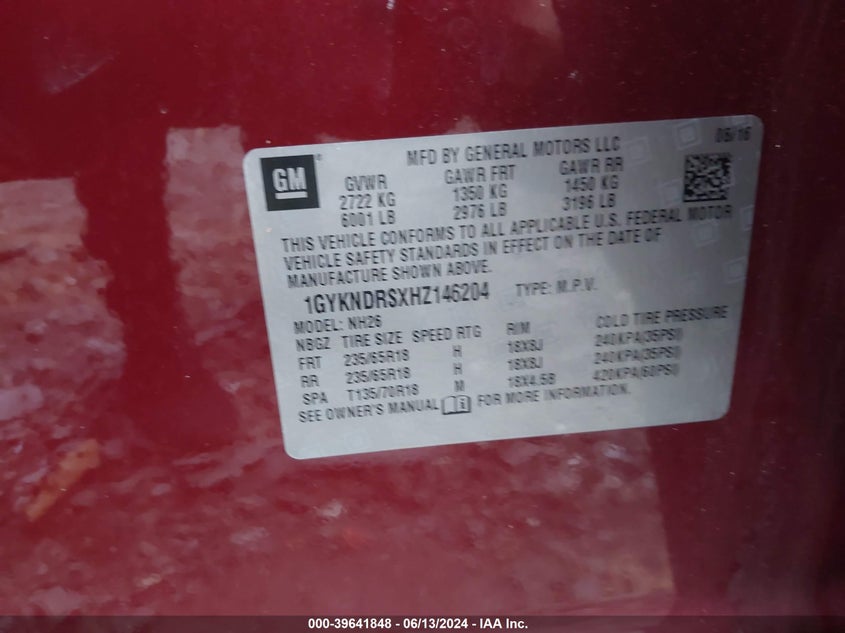 MFD BY GENERAL MOTORS LLC 05/16
GM
GVWR GAWR FRT GAWR RR
2722 KG 1350 KG 1450 KG
6001 LB 2976 LB 3196 LB
THIS VEHICLE CONFORMS TO ALL APPLICABLE U.S. FEDERAL MOTOR
VEHICLE SAFETY STANDARDS IN EFFECT ON THE DATE OF
MANUFACTURE SHOWN ABOVE.
1GYKNDRSXHZ146204 TYPE: M.P.V.
MODEL: NH26
NBGZ TIRE SIZE SPEED RTG RIM COLD TIRE PRESSURE
FRT 235/65R18 H 18X8J 240KPA(35PSI)
RR 235/65R18 H 18X8J 240KPA(35PSI)
SPA T135/70R18 M 18X4.5B 420KPA(60PSI)
SEE OWNER'S MANUAL FOR MORE INFORMATION.
000-39641848 - 06/13/2024 - IAA Inc.